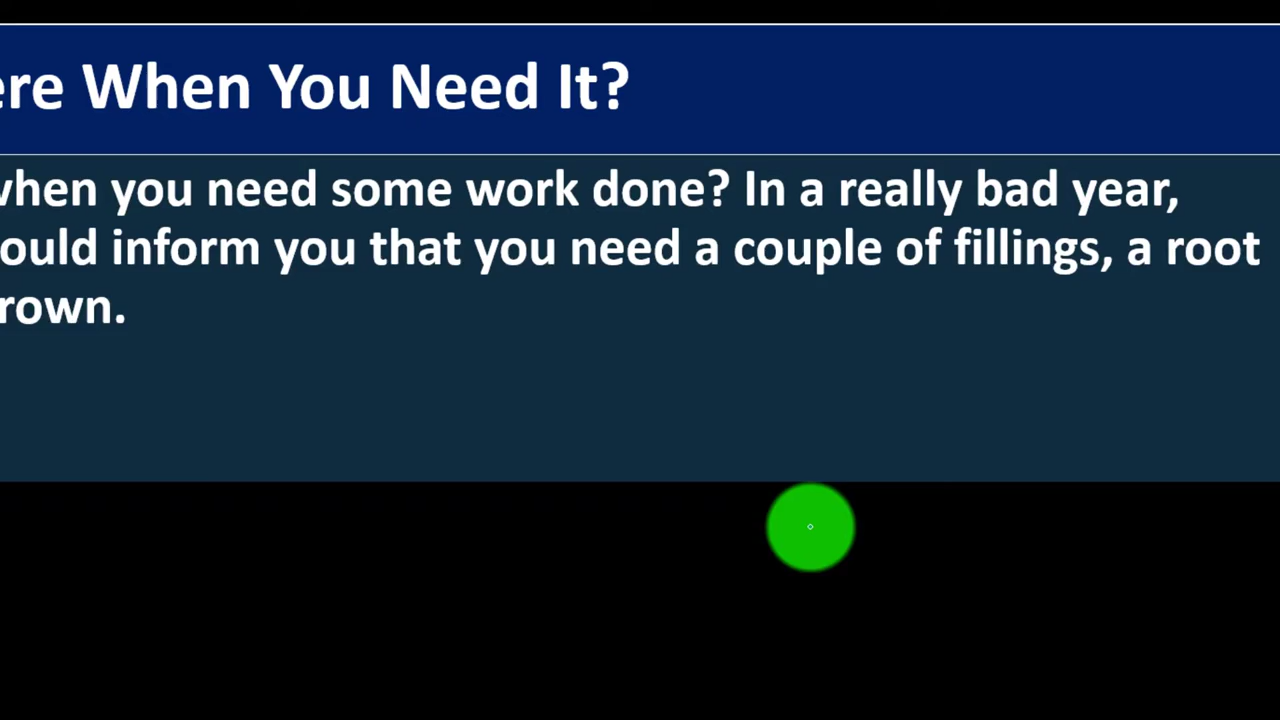 ere When You Need It?
when you need some work done? In a really bad year,
ould inform you that you need a couple of fillings, a root
rown.